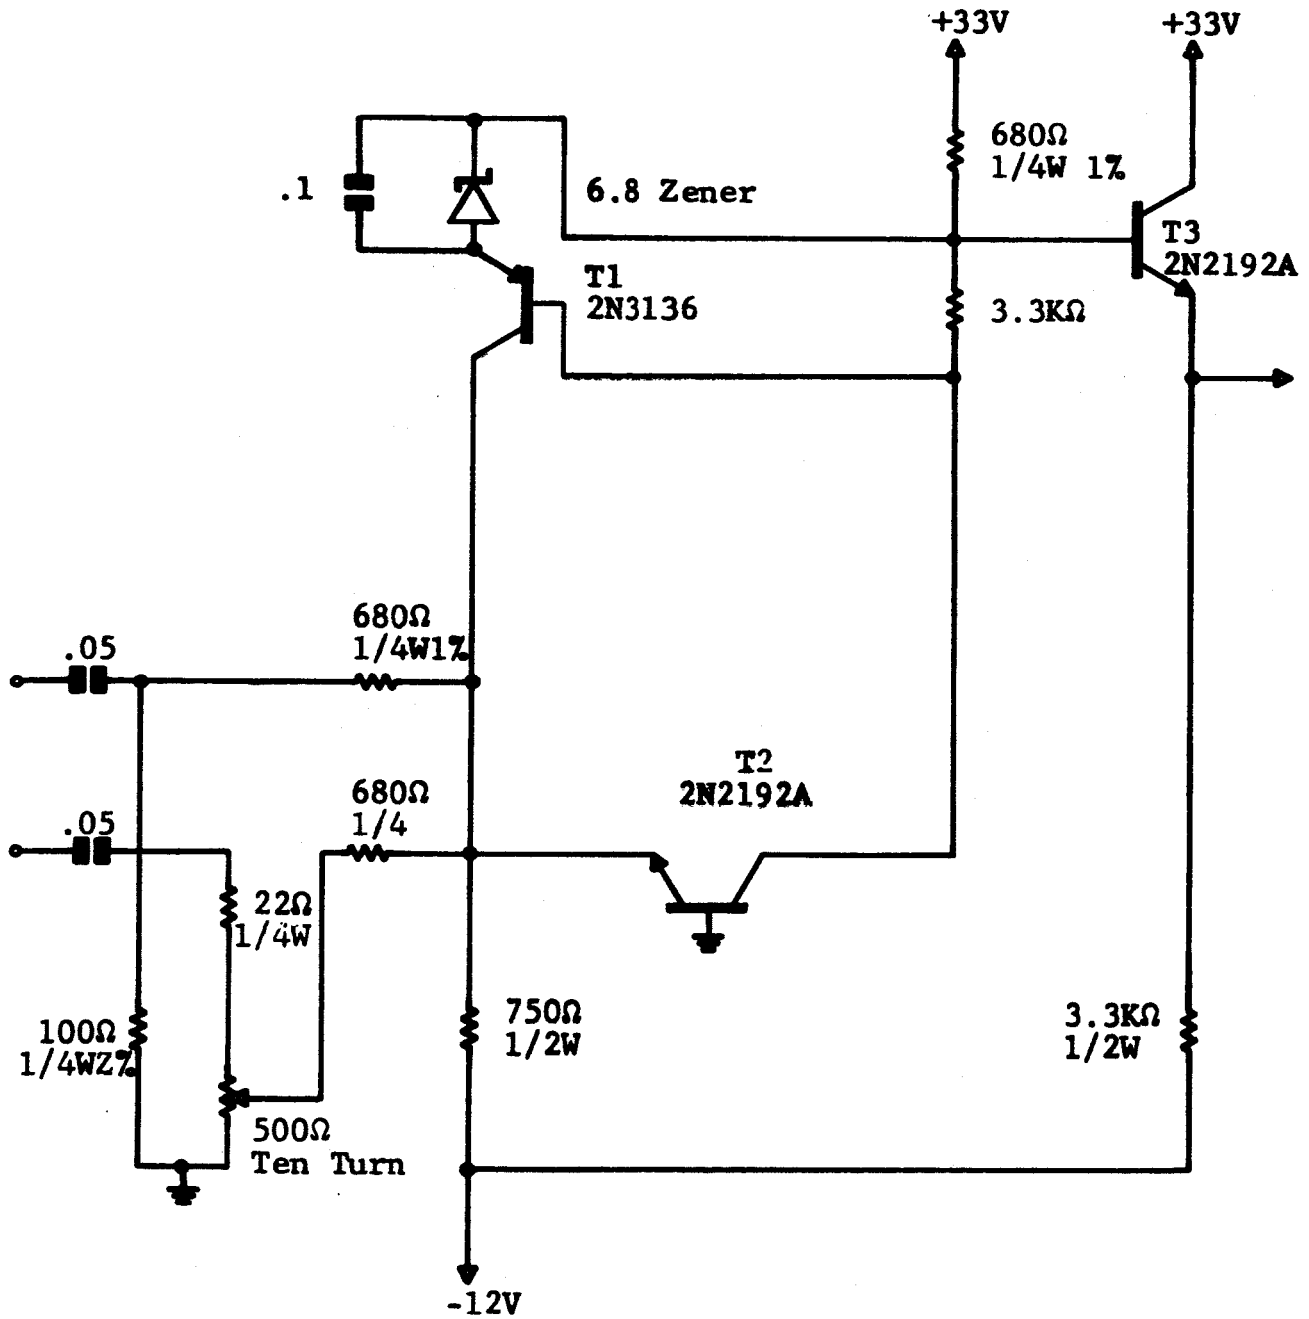 +33V
+33V
680Ω
1/4W 1%
.1
6.8 Zener
T3
2N2192A
T1
2N3136
3.3KΩ
680Ω
1/4W1%
.05
T2
2N2192A
680Ω
1/4
.05
22Ω
1/4W
750Ω
1/2W
3.3KΩ
1/2W
100Ω
1/4WZ%
500Ω
Ten Turn
-12V